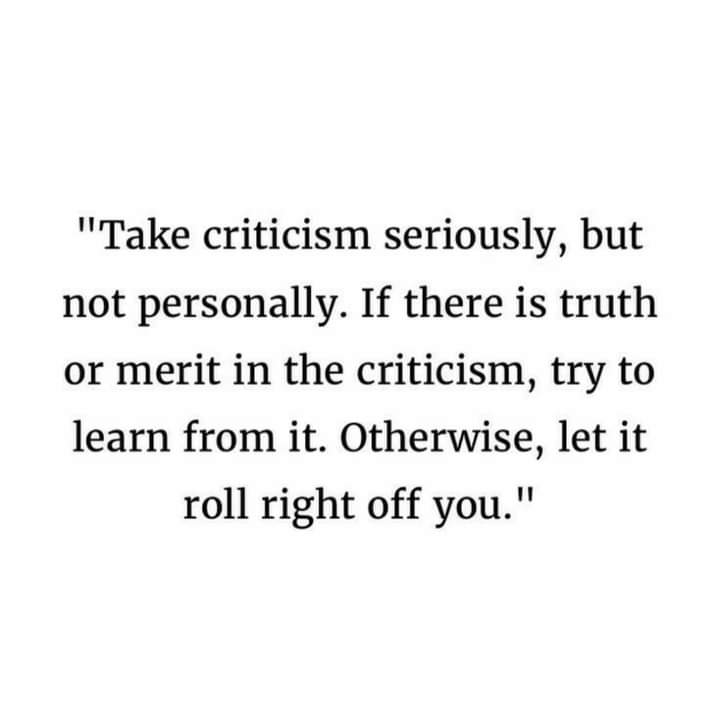 "Take criticism seriously, but
not personally. If there is truth
or merit in the criticism, try to
learn from it. Otherwise, let it
roll right off you."